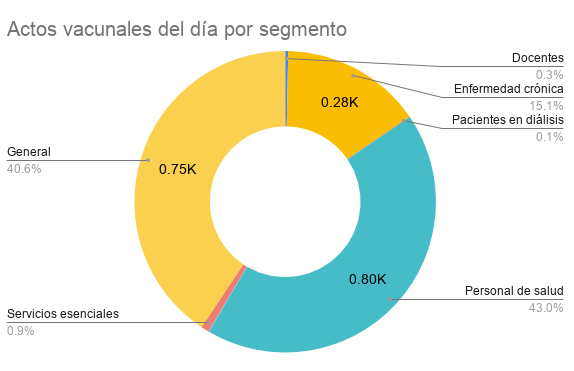 Actos vacunales del día por segmento
Docentes
0.3%
Enfermedad crónica
15.1%
Pacientes en diálisis
0.1%
0.28K
General
40.6%
0.75K
0.80K
Personal de salud
43.0%
Servicios esenciales
0.9%